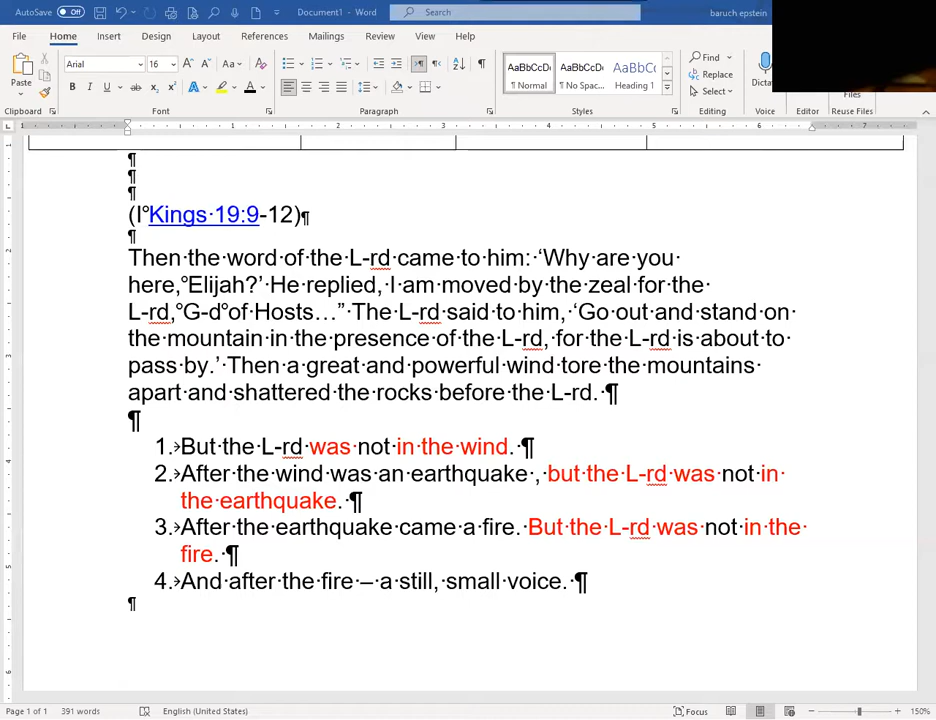 AutoSave Off Document1 - Word Search baruch epstein
File Home Insert Design Layout References Mailings Review View Help
Arial 16 Find
Paste Replace Dicta
AaBbCcDc AaBbCcDc AaBbC
Normal No Spac... Heading 1 Select Files
Clipboard Font Paragraph Styles Editing Voice Editor Reuse Files
(I Kings 19:9-12)¶
Then the word of the L-rd came to him: ‘Why are you
here, Elijah?’ He replied, I am moved by the zeal for the
L-rd, G-d of Hosts…” The L-rd said to him, ‘Go out and stand on
the mountain in the presence of the L-rd, for the L-rd is about to
pass by.’ Then a great and powerful wind tore the mountains
apart and shattered the rocks before the L-rd. ¶
1. But the L-rd was not in the wind. ¶
2. After the wind was an earthquake , but the L-rd was not in
the earthquake. ¶
3. After the earthquake came a fire. But the L-rd was not in the
fire. ¶
4. And after the fire – a still, small voice. ¶
Page 1 of 1 391 words English (United States) Focus 150%